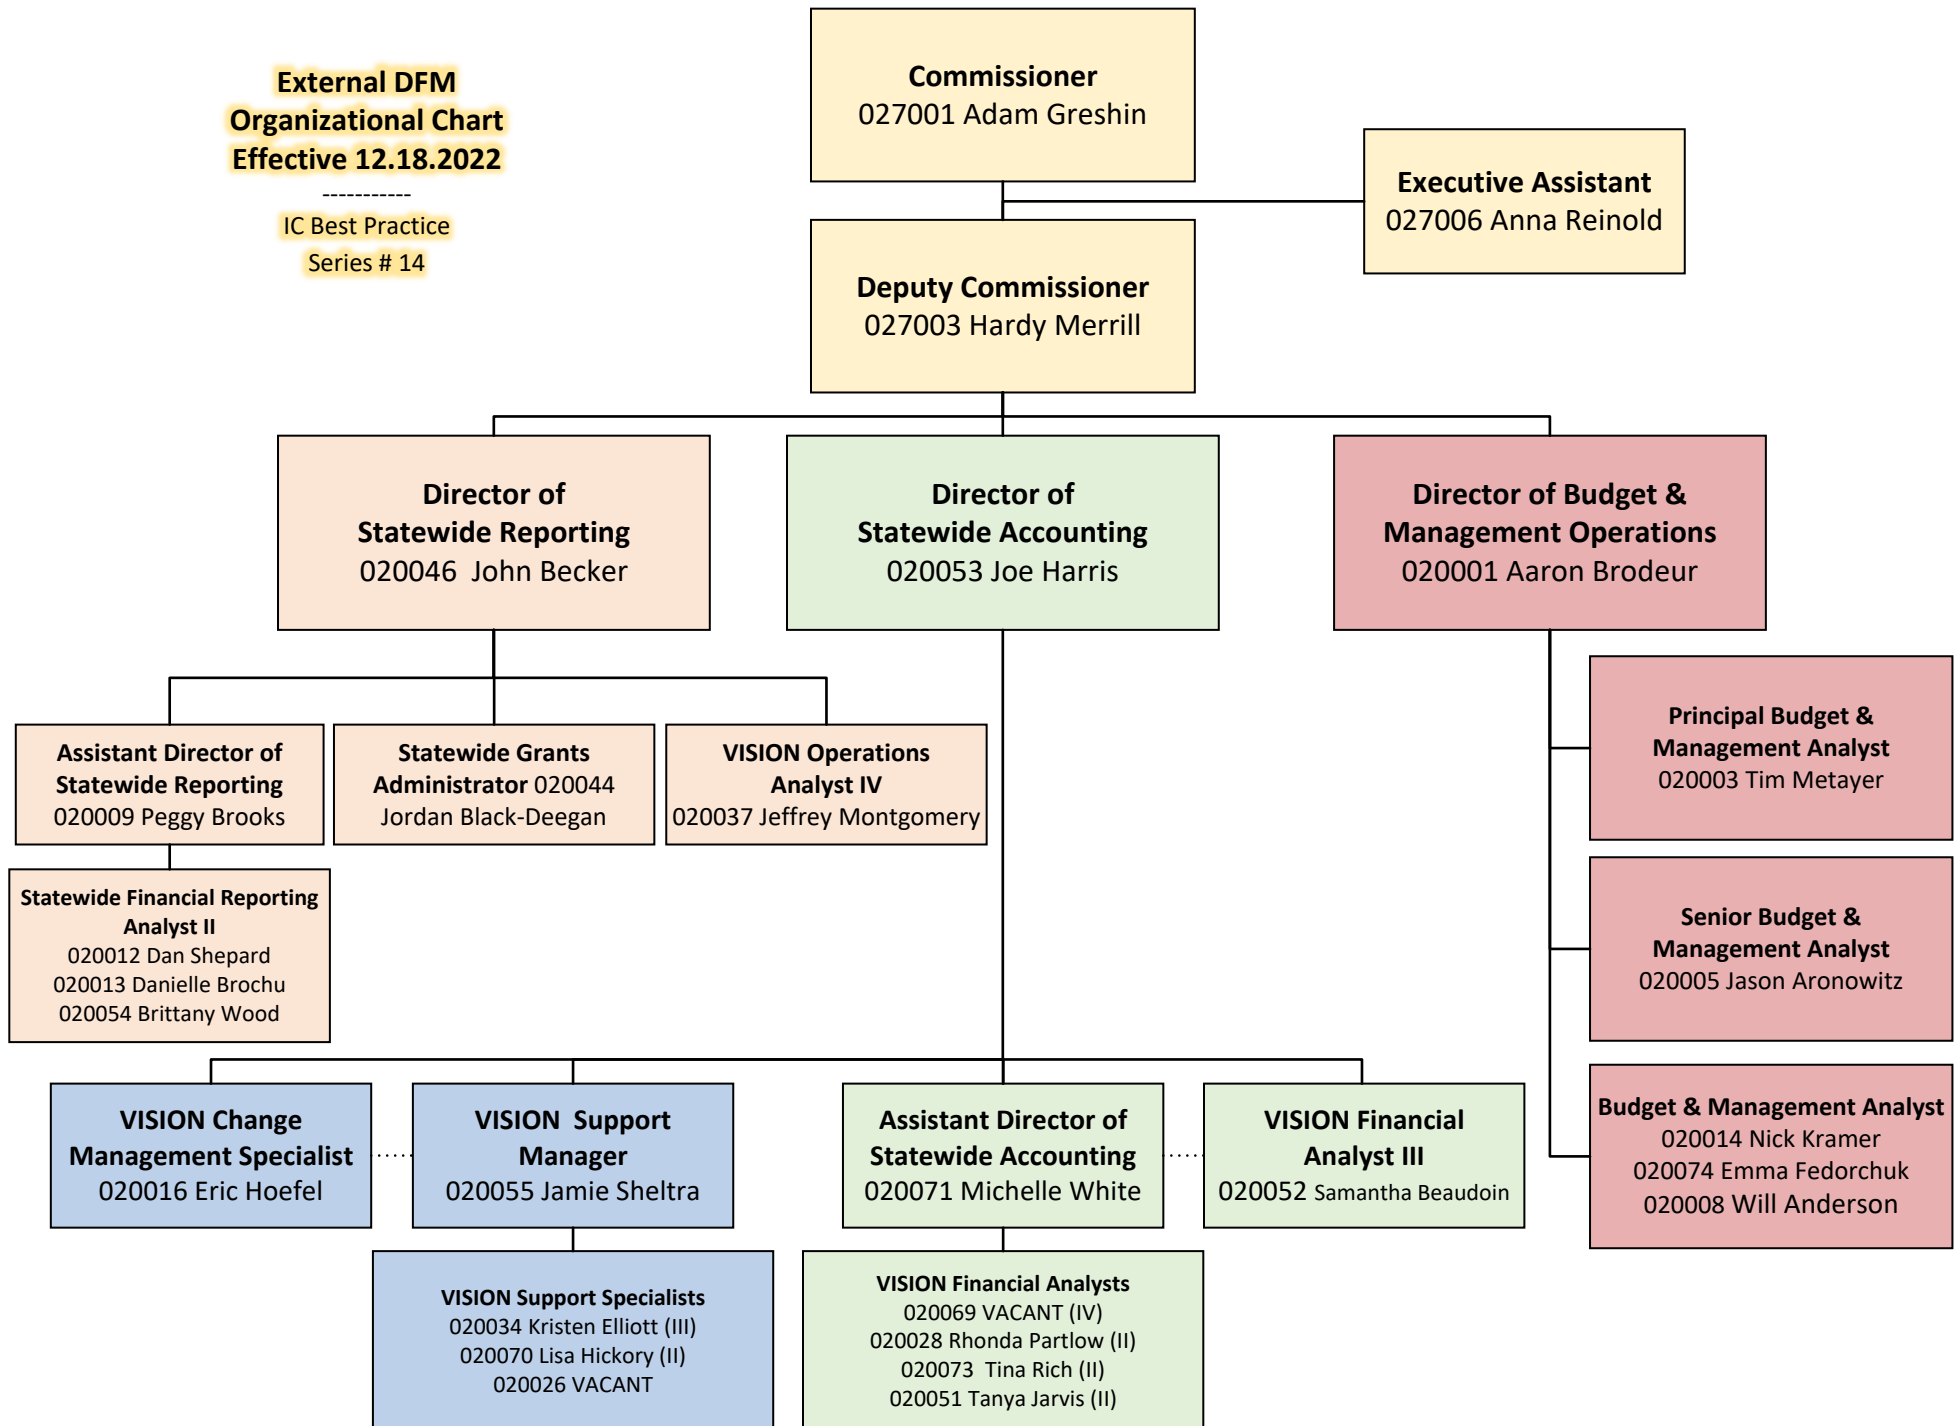 External DFM
Organizational Chart
Effective 12.18.2022
-----------
IC Best Practice
Series # 14
Commissioner
027001 Adam Greshin
Executive Assistant
027006 Anna Reinold
Deputy Commissioner
027003 Hardy Merrill
Director of
Statewide Reporting
020046  John Becker
Director of
Statewide Accounting
020053 Joe Harris
Director of Budget &
Management Operations
020001 Aaron Brodeur
Assistant Director of
Statewide Reporting
020009 Peggy Brooks
Statewide Grants
Administrator 020044
Jordan Black-Deegan
VISION Operations
Analyst IV
020037 Jeffrey Montgomery
Principal Budget &
Management Analyst
020003 Tim Metayer
Statewide Financial Reporting
Analyst II
020012 Dan Shepard
020013 Danielle Brochu
020054 Brittany Wood
Senior Budget &
Management Analyst
020005 Jason Aronowitz
VISION Change
Management Specialist
020016 Eric Hoefel
VISION  Support
Manager
020055 Jamie Sheltra
Assistant Director of
Statewide Accounting
020071 Michelle White
VISION Financial
Analyst III
020052 Samantha Beaudoin
Budget & Management Analyst
020014 Nick Kramer
020074 Emma Fedorchuk
020008 Will Anderson
VISION Support Specialists
020034 Kristen Elliott (III)
020070 Lisa Hickory (II)
020026 VACANT
VISION Financial Analysts
020069 VACANT (IV)
020028 Rhonda Partlow (II)
020073  Tina Rich (II)
020051 Tanya Jarvis (II)